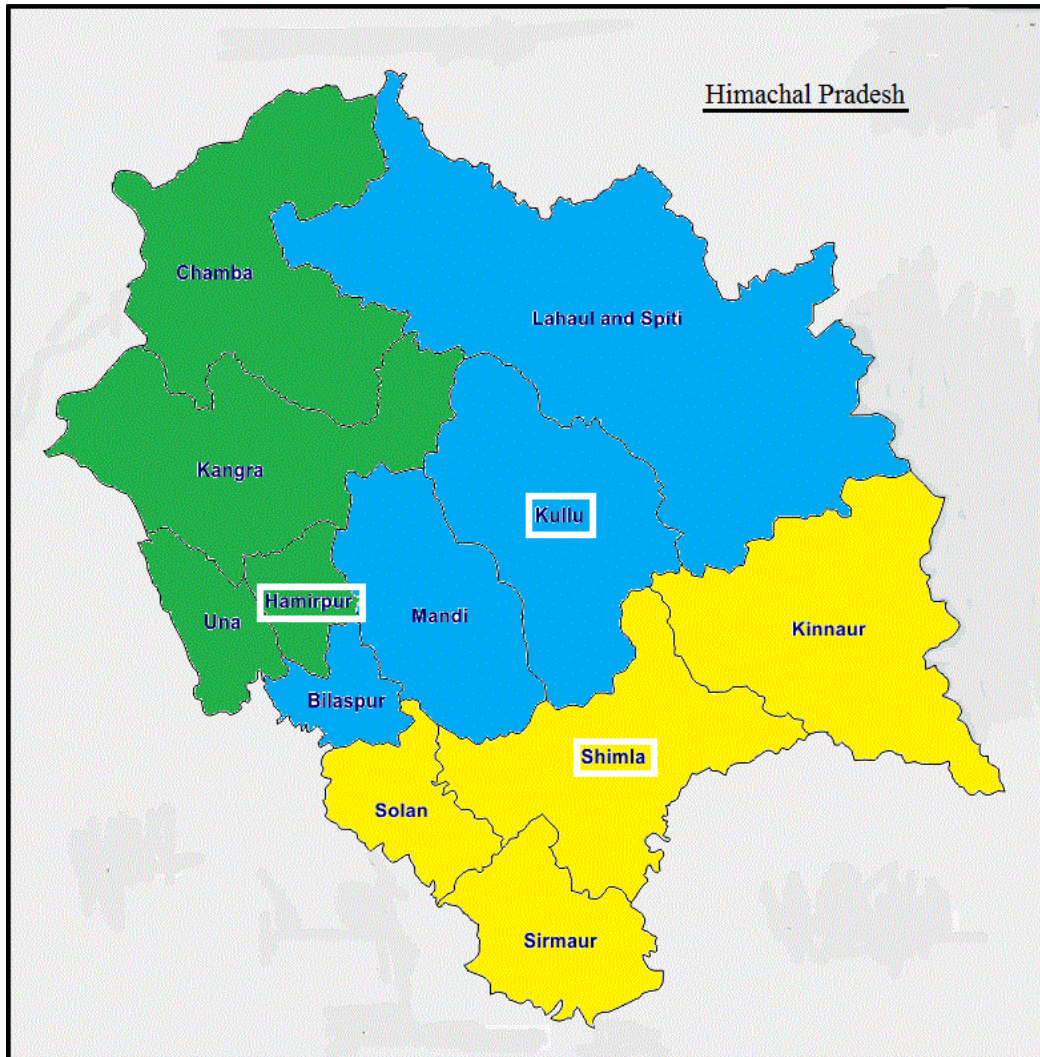 Himachal Pradesh
Chamba
Lahaul and Spiti
Kangra
Kullu
Hamirpur
Una
Mandi
Kinnaur
Bilaspur
Shimla
Solan
Sirmaur